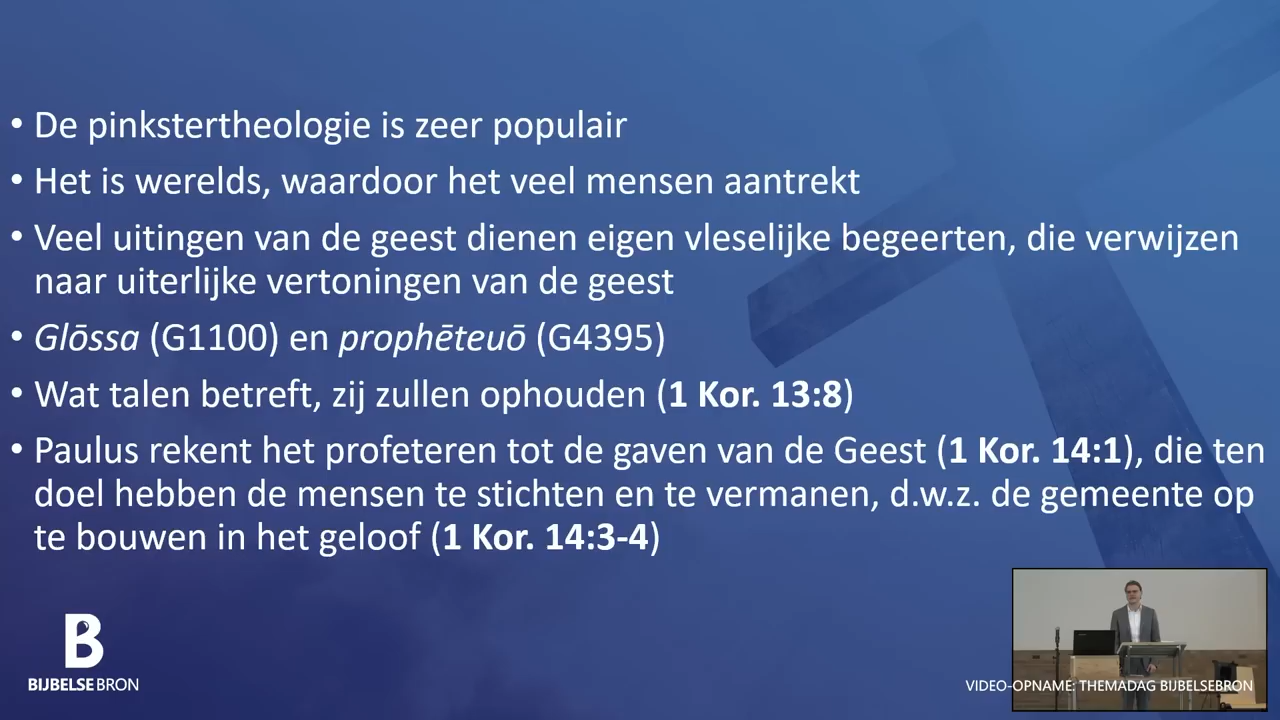 • De pinkstertheologie is zeer populair
• Het is werelds, waardoor het veel mensen aantrekt
• Veel uitingen van de geest dienen eigen vleselijke begeerten, die verwijzen
naar uiterlijke vertoningen van de geest
• Glōssa (G1100) en prophēteuō (G4395)
• Wat talen betreft, zij zullen ophouden (1 Kor. 13:8)
• Paulus rekent het profeteren tot de gaven van de Geest (1 Kor. 14:1), die ten
doel hebben de mensen te stichten en te vermanen, d.w.z. de gemeente op
te bouwen in het geloof (1 Kor. 14:3-4)
B
BIJBELSEBRON
VIDEO-OPNAME: THEMADAG BIJBELSEBRON